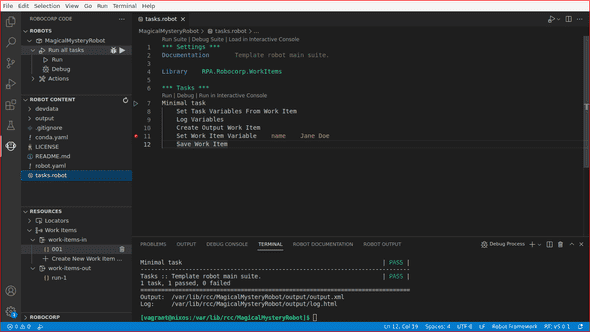 File Edit Selection View Go Run Terminal Help
ROBOCORP CODE
tasks.robot
ROBOTS
MagicalMysteryRobot
Run all tasks
Run
Debug
Actions
ROBOT CONTENT
devdata
output
.gitignore
conda.yaml
LICENSE
README.md
robot.yaml
tasks.robot
RESOURCES
Locators
Work Items
work-items-in
001
Create New Work Item ...
work-items-out
run-1
ROBOCORP
MagicalMysteryRobot > tasks.robot > ...
Run Suite | Debug Suite | Load in Interactive Console
1 *** Settings ***
2 Documentation Template robot main suite.
3
4 Library RPA.Robocorp.WorkItems
5
6 *** Tasks ***
Run | Debug | Run in Interactive Console
7 Minimal task
8 Set Task Variables From Work Item
9 Log Variables
10 Create Output Work Item
11 Set Work Item Variable name Jane Doe
12 Save Work Item
PROBLEMS OUTPUT DEBUG CONSOLE TERMINAL ROBOT DOCUMENTATION ROBOT OUTPUT
Debug Process
Minimal task | PASS |
------------------------------------------------------------------------------
Tasks :: Template robot main suite. | PASS |
1 task, 1 passed, 0 failed
==============================================================================
Output: /var/lib/rcc/MagicalMysteryRobot/output/output.xml
Log: /var/lib/rcc/MagicalMysteryRobot/output/log.html
[vagrant@nixos:/var/lib/rcc/MagicalMysteryRobot]$
0 0 Ln 12, Col 19 Spaces: 4 UTF-8 LF Robot Framework RF: v5.0.1